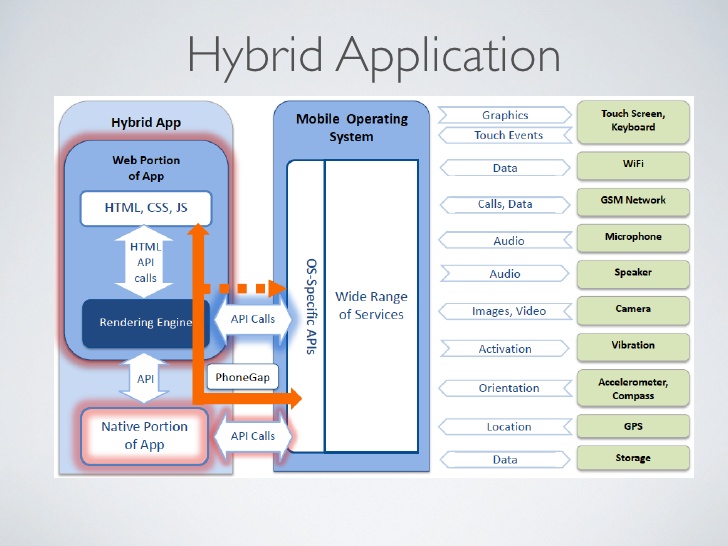 Hybrid Application
Hybrid App
Web Portion
of App
HTML, CSS, JS
HTML
API
calls
Rendering Engine
API
Native Portion
of App
API Calls
PhoneGap
API Calls
Mobile Operating
System
OS-Specific APIs
Wide Range
of Services
Graphics
Touch Events
Touch Screen,
Keyboard
Data
WiFi
Calls, Data
GSM Network
Audio
Microphone
Audio
Speaker
Images, Video
Camera
Activation
Vibration
Orientation
Accelerometer,
Compass
Location
GPS
Data
Storage